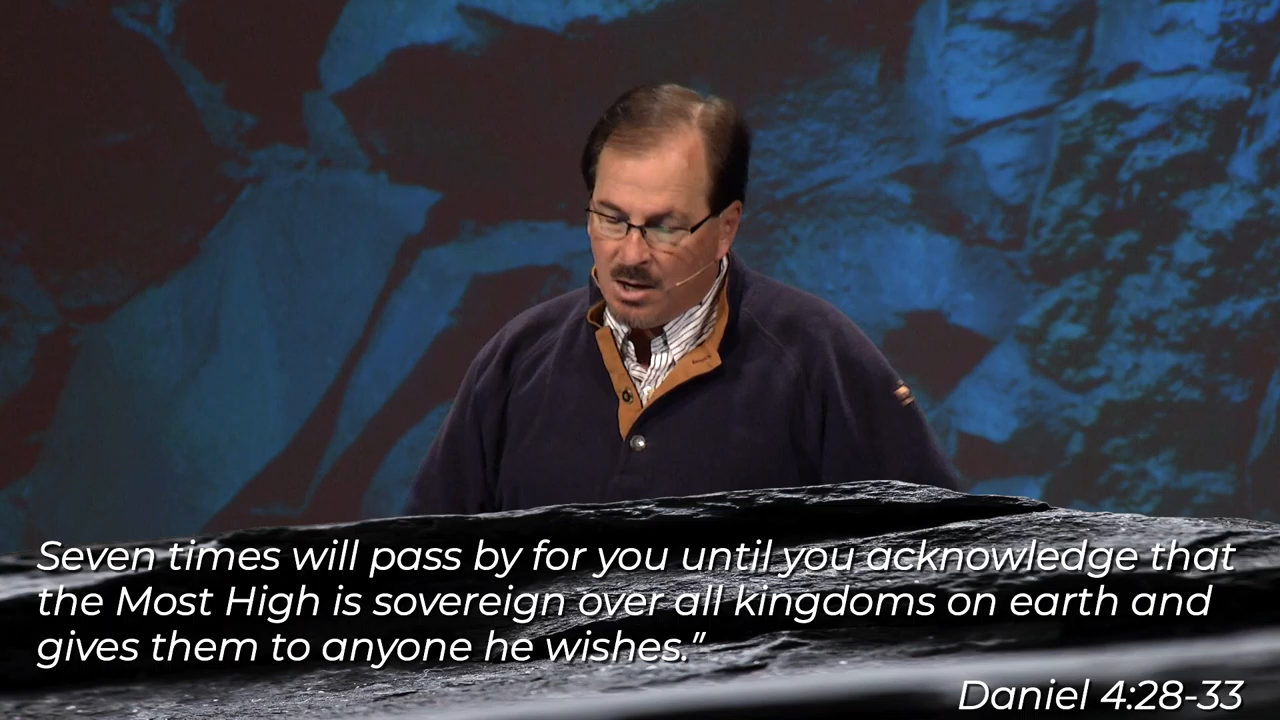 Seven times will pass by for you until you acknowledge that
the Most High is sovereign over all kingdoms on earth and
gives them to anyone he wishes.”
Daniel 4:28-33